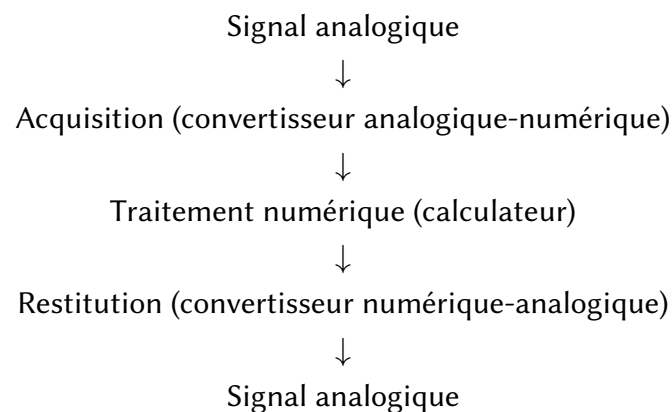 Signal analogique
↓
Acquisition (convertisseur analogique-numérique)
↓
Traitement numérique (calculateur)
↓
Restitution (convertisseur numérique-analogique)
↓
Signal analogique